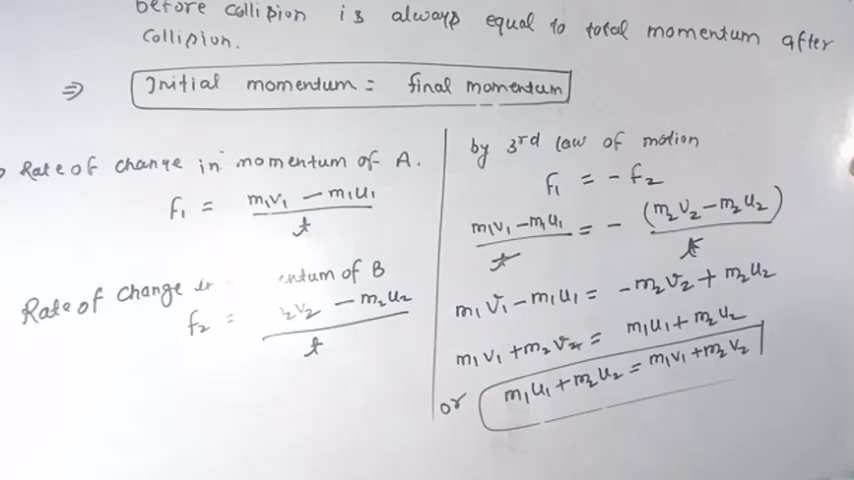 before collision is always equal to total momentum after
collision.
⇒ Initial momentum = final momentum
Rate of change in momentum of A.
F₁ = (m₁v₁ − m₁u₁) / t
Rate of change in entum of B
F₂ = ₂v₂ − m₂u₂ / t
by 3rd law of motion
F₁ = − F₂
(m₁v₁ − m₁u₁) / t = − (m₂v₂ − m₂u₂) / t
m₁v₁ − m₁u₁ = −m₂v₂ + m₂u₂
m₁v₁ + m₂v₂ = m₁u₁ + m₂u₂
or m₁u₁ + m₂u₂ = m₁v₁ + m₂v₂